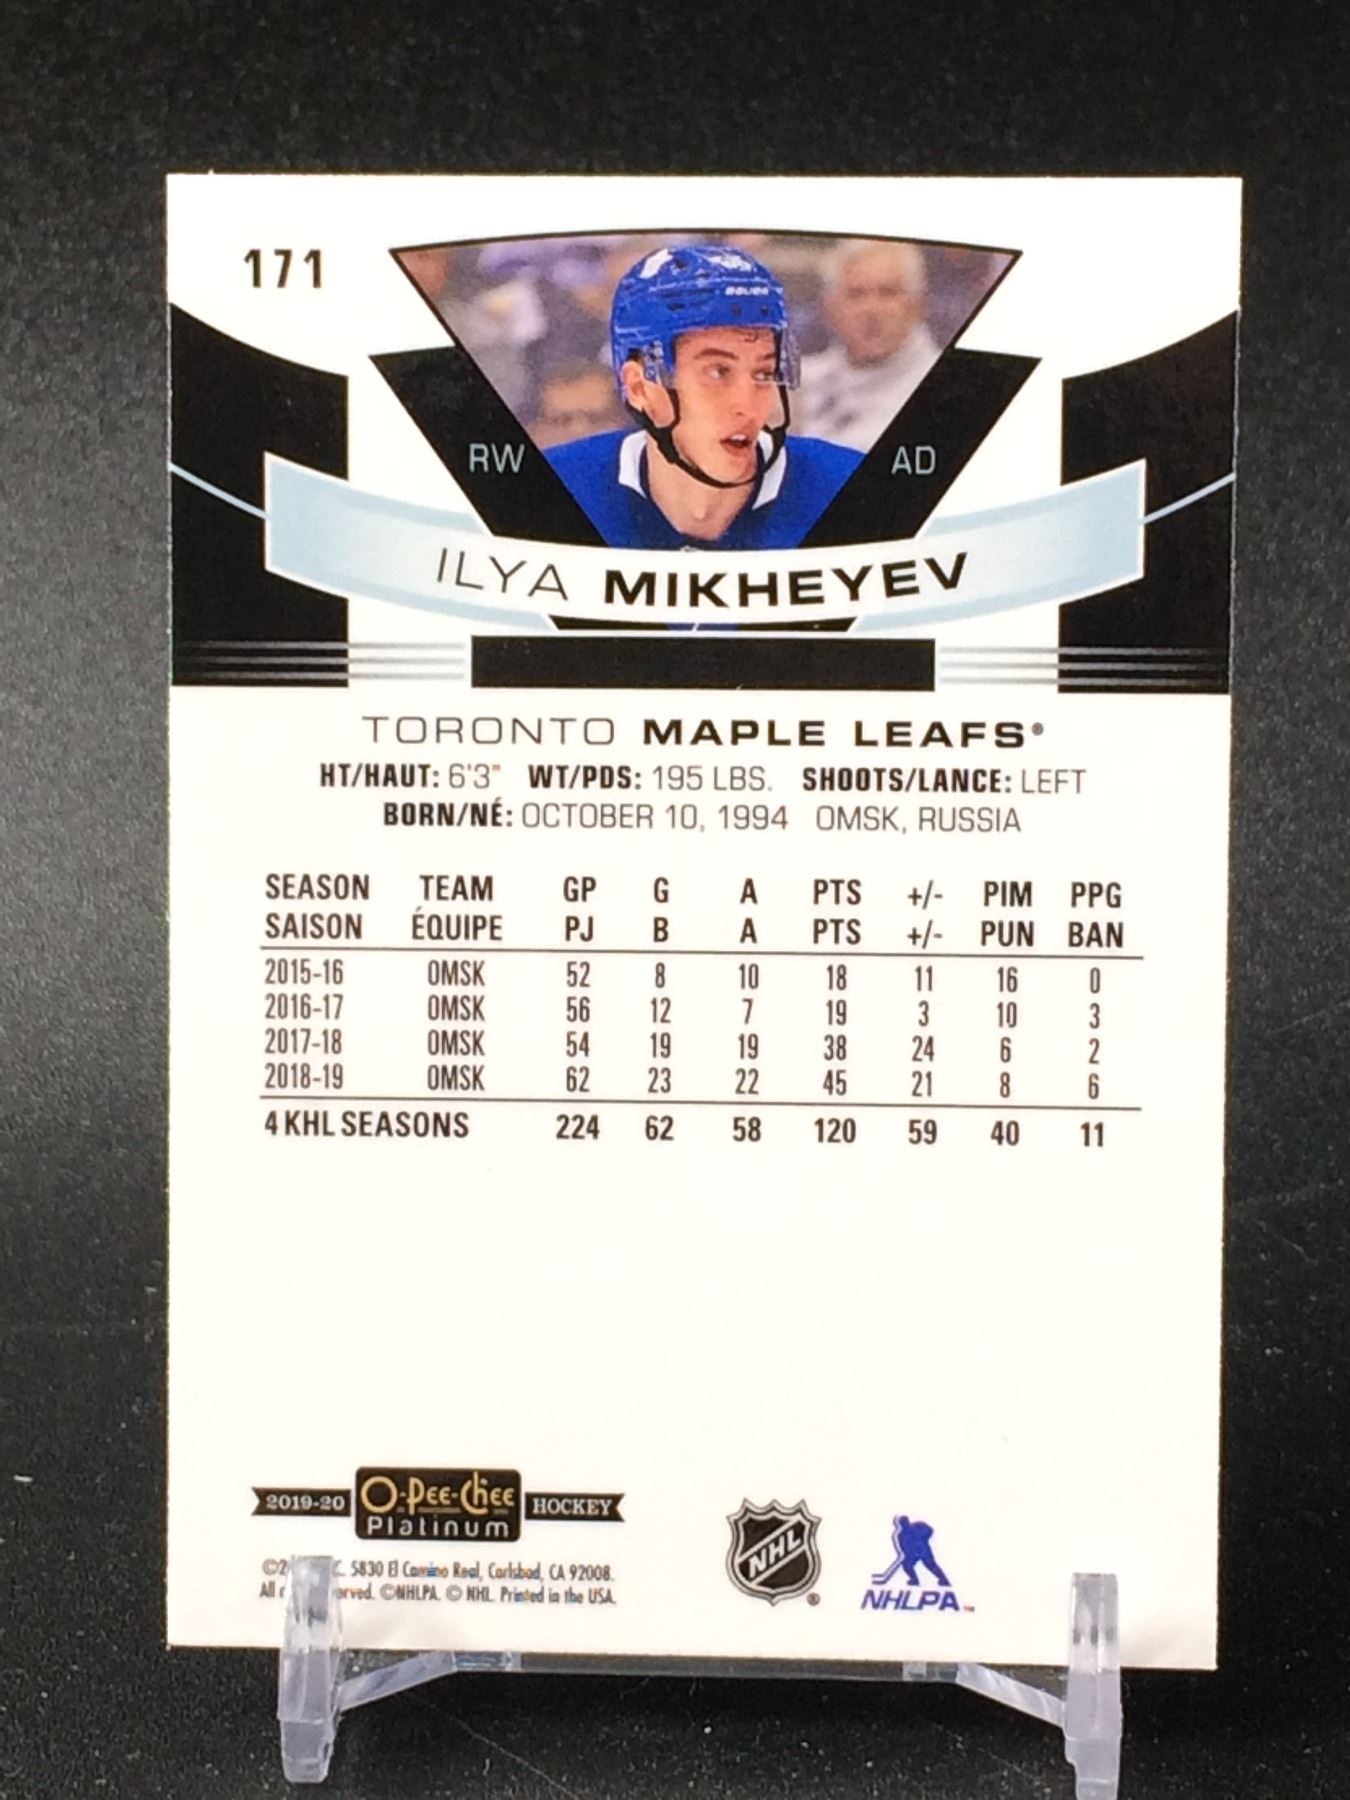 171
BAUER
RW AD
ILYA MIKHEYEV
TORONTO MAPLE LEAFS®
HT/HAUT: 6'3" WT/PDS: 195 LBS. SHOOTS/LANCE: LEFT
BORN/NÉ: OCTOBER 10, 1994 OMSK, RUSSIA
SEASON TEAM GP G A PTS +/- PIM PPG
SAISON ÉQUIPE PJ B A PTS +/- PUN BAN
2015-16 OMSK 52 8 10 18 11 16 0
2016-17 OMSK 56 12 7 19 3 10 3
2017-18 OMSK 54 19 19 38 24 6 2
2018-19 OMSK 62 23 22 45 21 8 6
4 KHL SEASONS 224 62 58 120 59 40 11
2019-20 O-Pee-Chee HOCKEY
Platinum
5830 El Camino Real, Carlsbad, CA 92008.
All ©NHLPA. © NHL. Printed in the USA.
NHL ®
NHLPA™